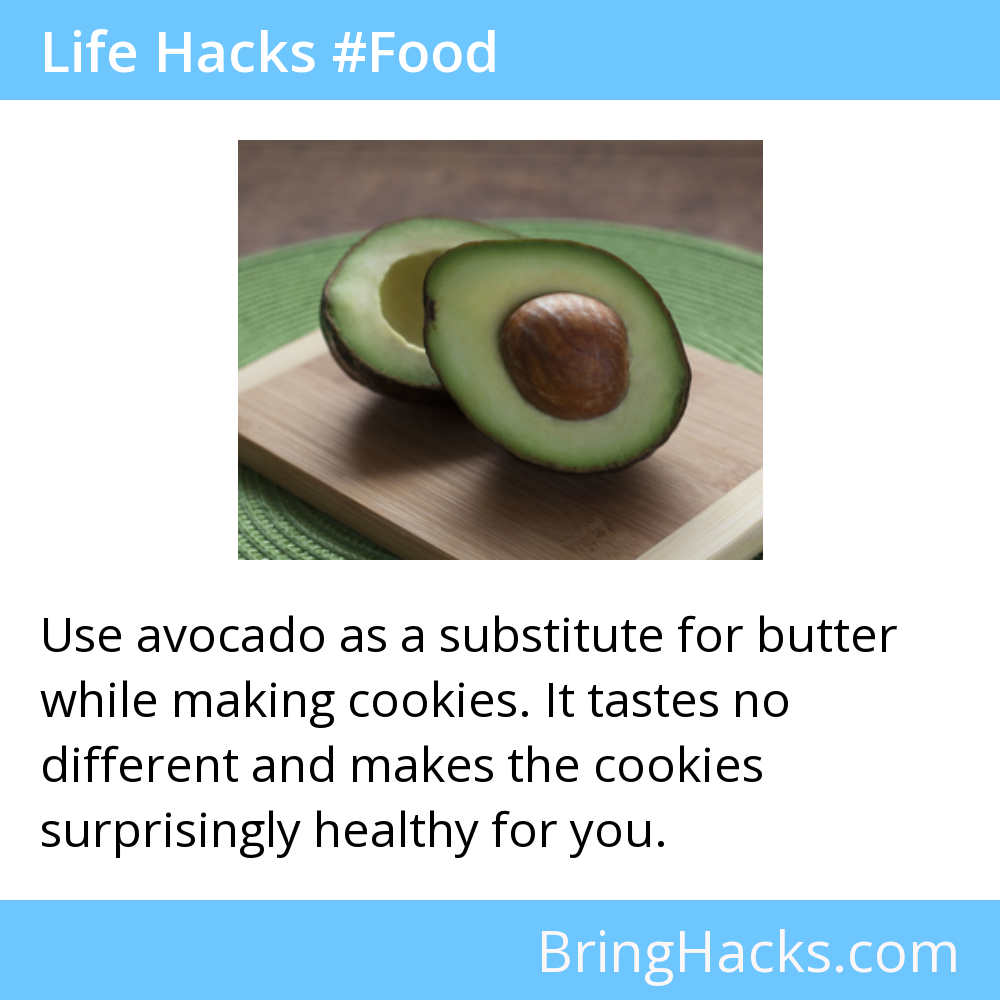 Life Hacks #Food
Use avocado as a substitute for butter
while making cookies. It tastes no
different and makes the cookies
surprisingly healthy for you.
BringHacks.com